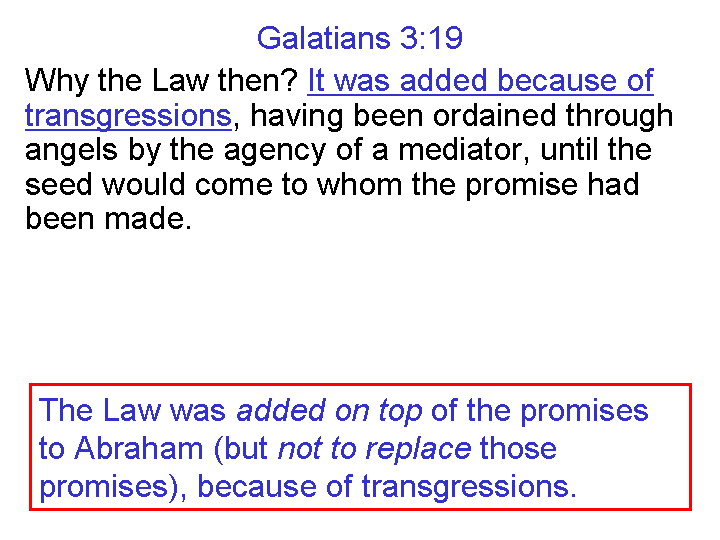 Galatians 3:19
Why the Law then? It was added because of
transgressions, having been ordained through
angels by the agency of a mediator, until the
seed would come to whom the promise had
been made.
The Law was added on top of the promises
to Abraham (but not to replace those
promises), because of transgressions.